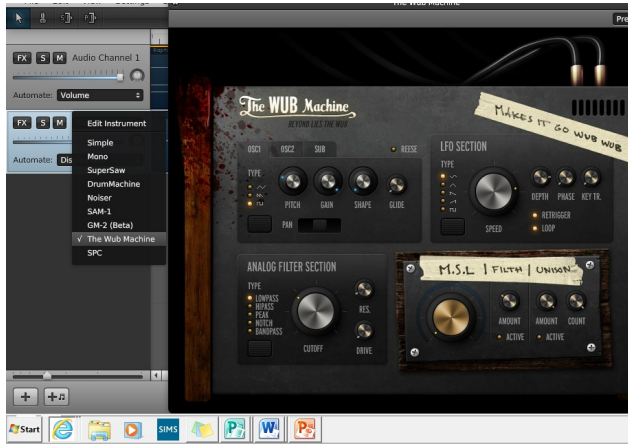 The Wub Machine
Pre
FX S M Audio Channel 1
Automate: Volume
FX S M
Automate: Dis
Edit Instrument
Simple
Mono
SuperSaw
DrumMachine
Noiser
SAM-1
GM-2 (Beta)
√ The Wub Machine
SPC
The WUB Machine
BEYOND LIES THE WUB
MAKES IT GO WUB WUB
OSC1 OSC2 SUB REESE
TYPE
PITCH GAIN SHAPE GLIDE
PAN
LFO SECTION
TYPE
SPEED
DEPTH PHASE KEY TR.
RETRIGGER
LOOP
ANALOG FILTER SECTION
TYPE
LOWPASS
HIPASS
PEAK
NOTCH
BANDPASS
CUTOFF
RES.
DRIVE
M.S.L | FILTH | UNISON
AMOUNT AMOUNT COUNT
ACTIVE ACTIVE
Start
SIMS